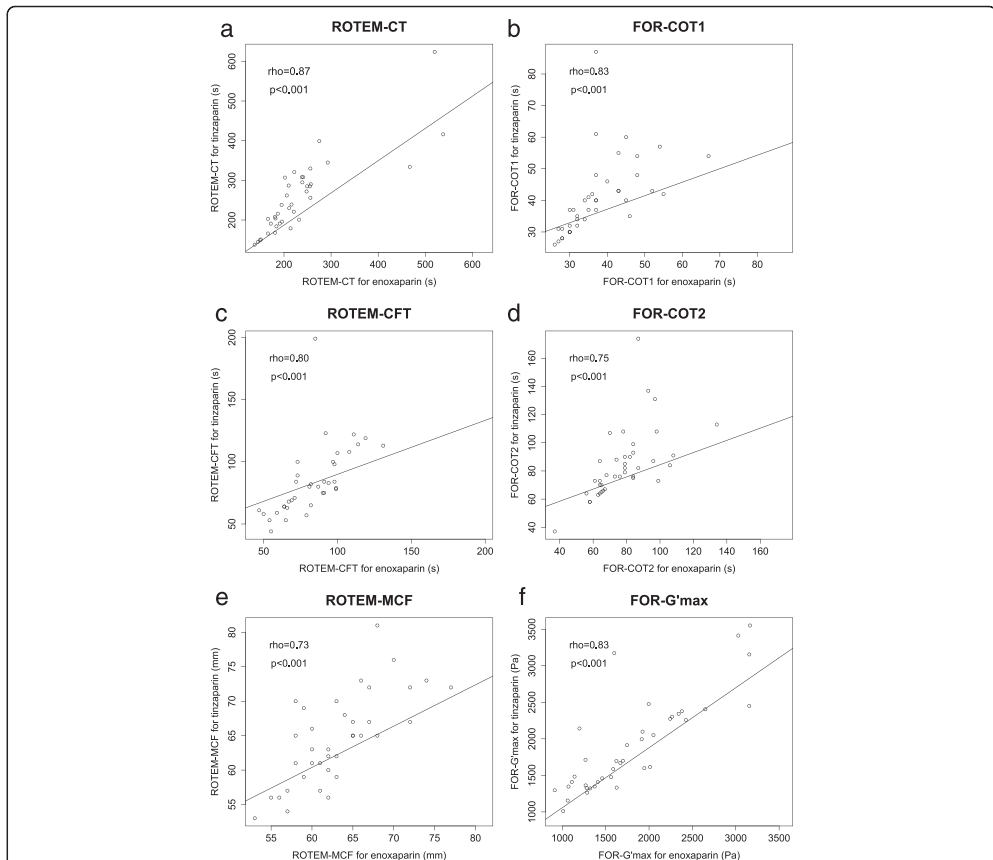 a
ROTEM-CT
rho=0.87
p<0.001
ROTEM-CT for tinzaparin (s)
200 300 400 500 600
200 300 400 500 600
ROTEM-CT for enoxaparin (s)
b
FOR-COT1
rho=0.83
p<0.001
FOR-COT1 for tinzaparin (s)
30 40 50 60 70 80
30 40 50 60 70 80
FOR-COT1 for enoxaparin (s)
c
ROTEM-CFT
rho=0.80
p<0.001
ROTEM-CFT for tinzaparin (s)
50 100 150 200
50 100 150 200
ROTEM-CFT for enoxaparin (s)
d
FOR-COT2
rho=0.75
p<0.001
FOR-COT2 for tinzaparin (s)
40 60 80 100 120 140 160
40 60 80 100 120 140 160
FOR-COT2 for enoxaparin (s)
e
ROTEM-MCF
rho=0.73
p<0.001
ROTEM-MCF for tinzaparin (mm)
55 60 65 70 75 80
55 60 65 70 75 80
ROTEM-MCF for enoxaparin (mm)
f
FOR-G'max
rho=0.83
p<0.001
FOR-G'max for tinzaparin (Pa)
1000 1500 2000 2500 3000 3500
1000 1500 2000 2500 3000 3500
FOR-G'max for enoxaparin (Pa)